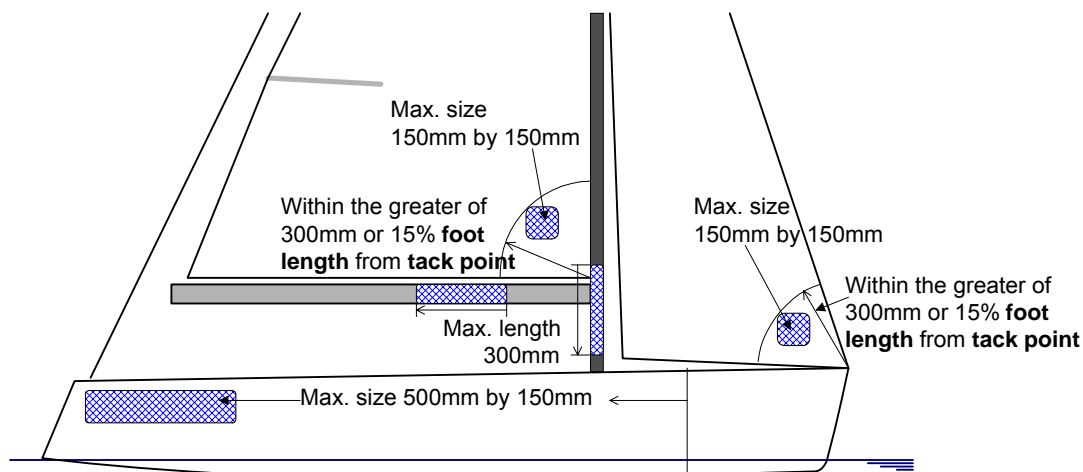 Max. size
150mm by 150mm
Within the greater of
300mm or 15% foot
length from tack point
Max. size
150mm by 150mm
Within the greater of
300mm or 15% foot
length from tack point
Max. length
300mm
Max. size 500mm by 150mm